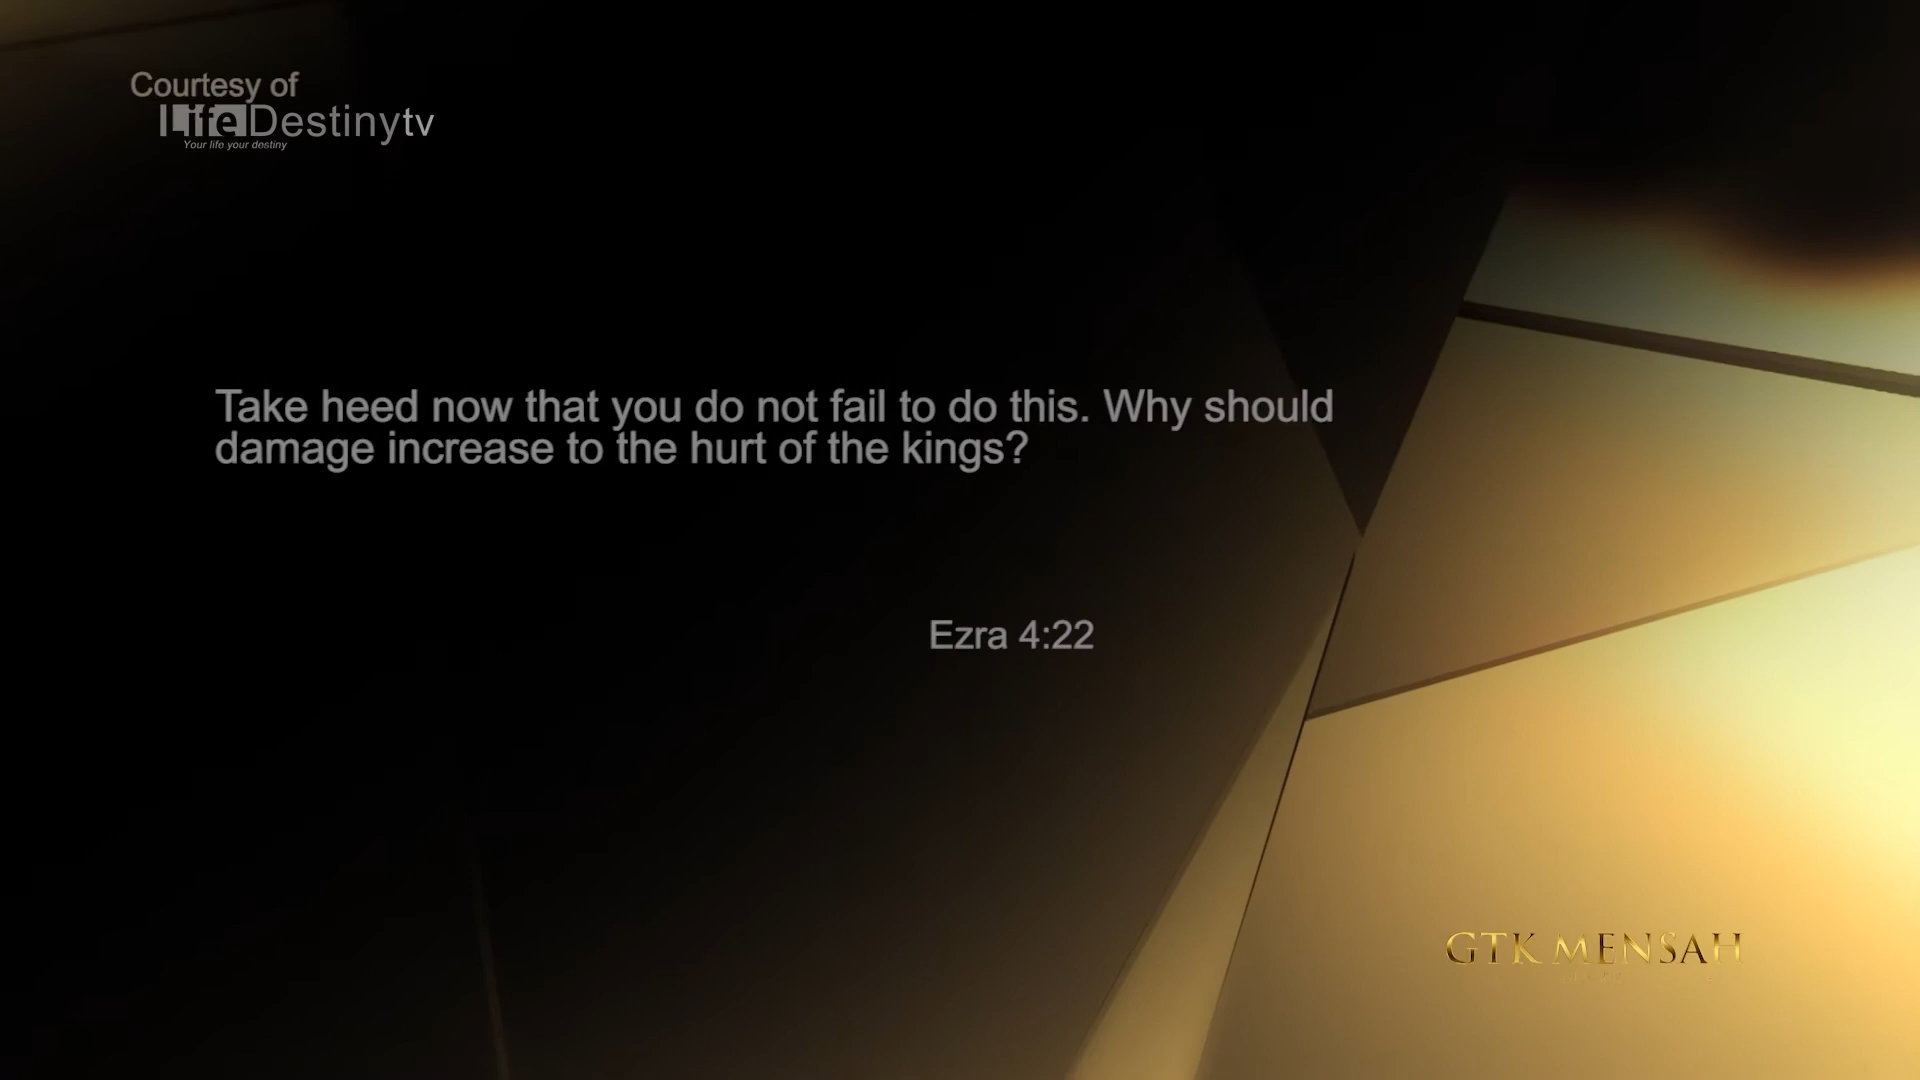 Courtesy of
LifeDestinytv
Your life your destiny
Take heed now that you do not fail to do this. Why should
damage increase to the hurt of the kings?
Ezra 4:22
GTK MENSAH